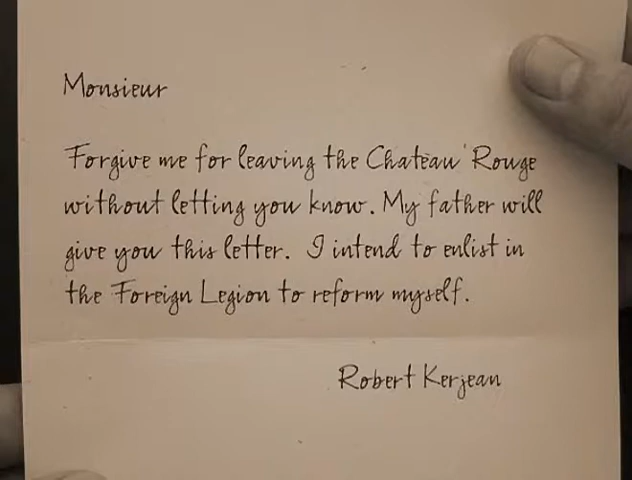 Monsieur
Forgive me for leaving the Chateau Rouge
without letting you know. My father will
give you this letter. I intend to enlist in
the Foreign Legion to reform myself.
Robert Kerjean